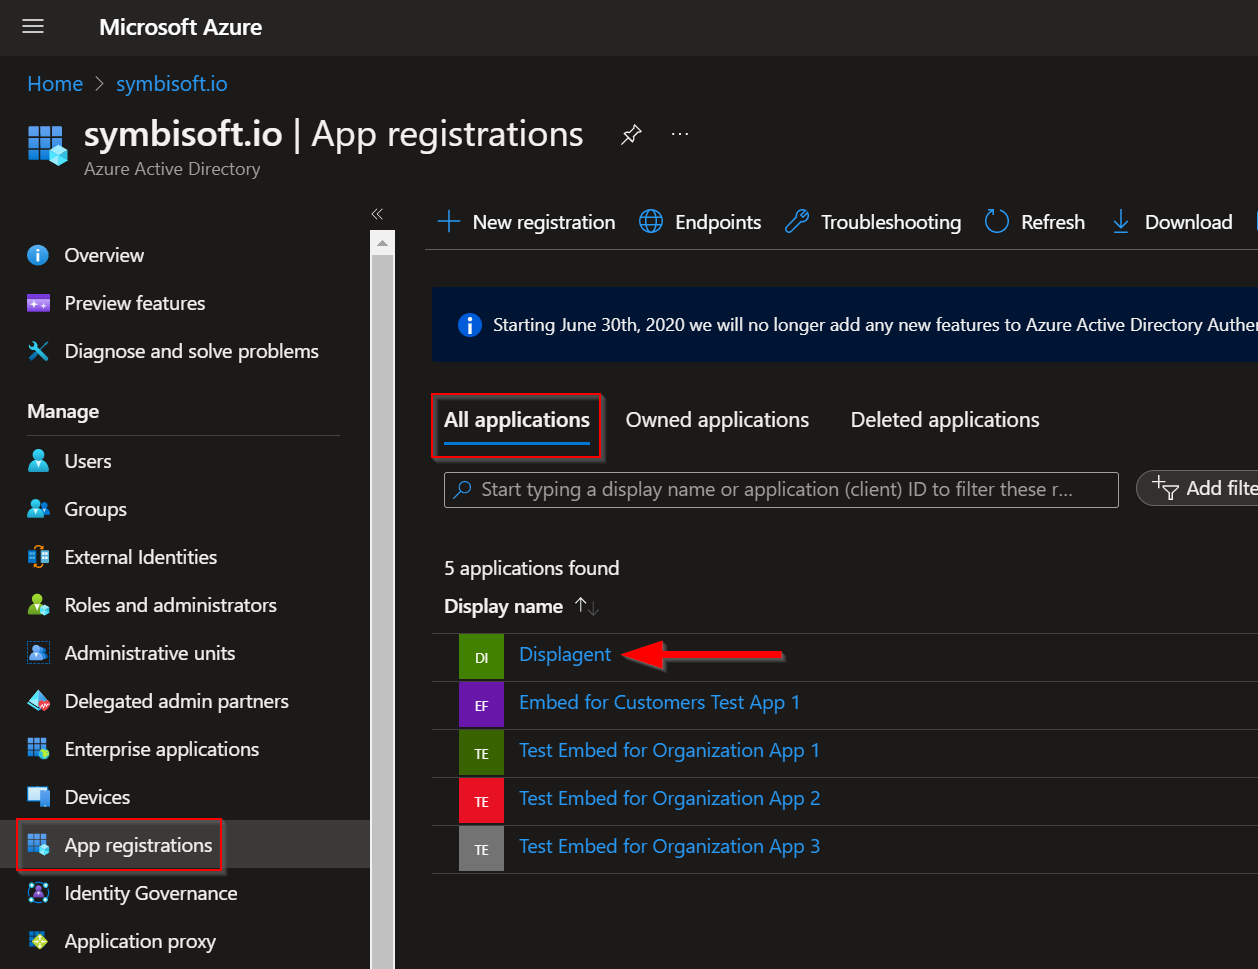 Microsoft Azure
Home > symbisoft.io
symbisoft.io | App registrations
Azure Active Directory
New registration
Endpoints
Troubleshooting
Refresh
Download
Overview
Preview features
Diagnose and solve problems
Manage
Users
Groups
External Identities
Roles and administrators
Administrative units
Delegated admin partners
Enterprise applications
Devices
App registrations
Identity Governance
Application proxy
Starting June 30th, 2020 we will no longer add any new features to Azure Active Directory Authe
All applications
Owned applications
Deleted applications
Start typing a display name or application (client) ID to filter these r...
Add filte
5 applications found
Display name
DI Displagent
EF Embed for Customers Test App 1
TE Test Embed for Organization App 1
TE Test Embed for Organization App 2
TE Test Embed for Organization App 3